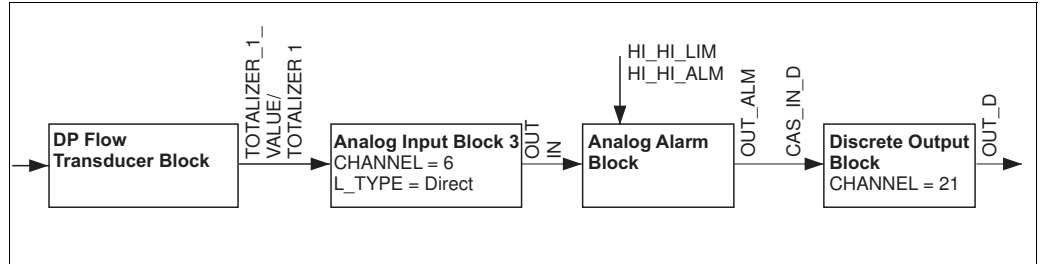 DP Flow
Transducer Block
TOTALIZER_1_
VALUE/
TOTALIZER 1
Analog Input Block 3
CHANNEL = 6
L_TYPE = Direct
OUT
IN
HI_HI_LIM
HI_HI_ALM
Analog Alarm
Block
OUT_ALM
CAS_IN_D
Discrete Output
Block
CHANNEL = 21
OUT_D